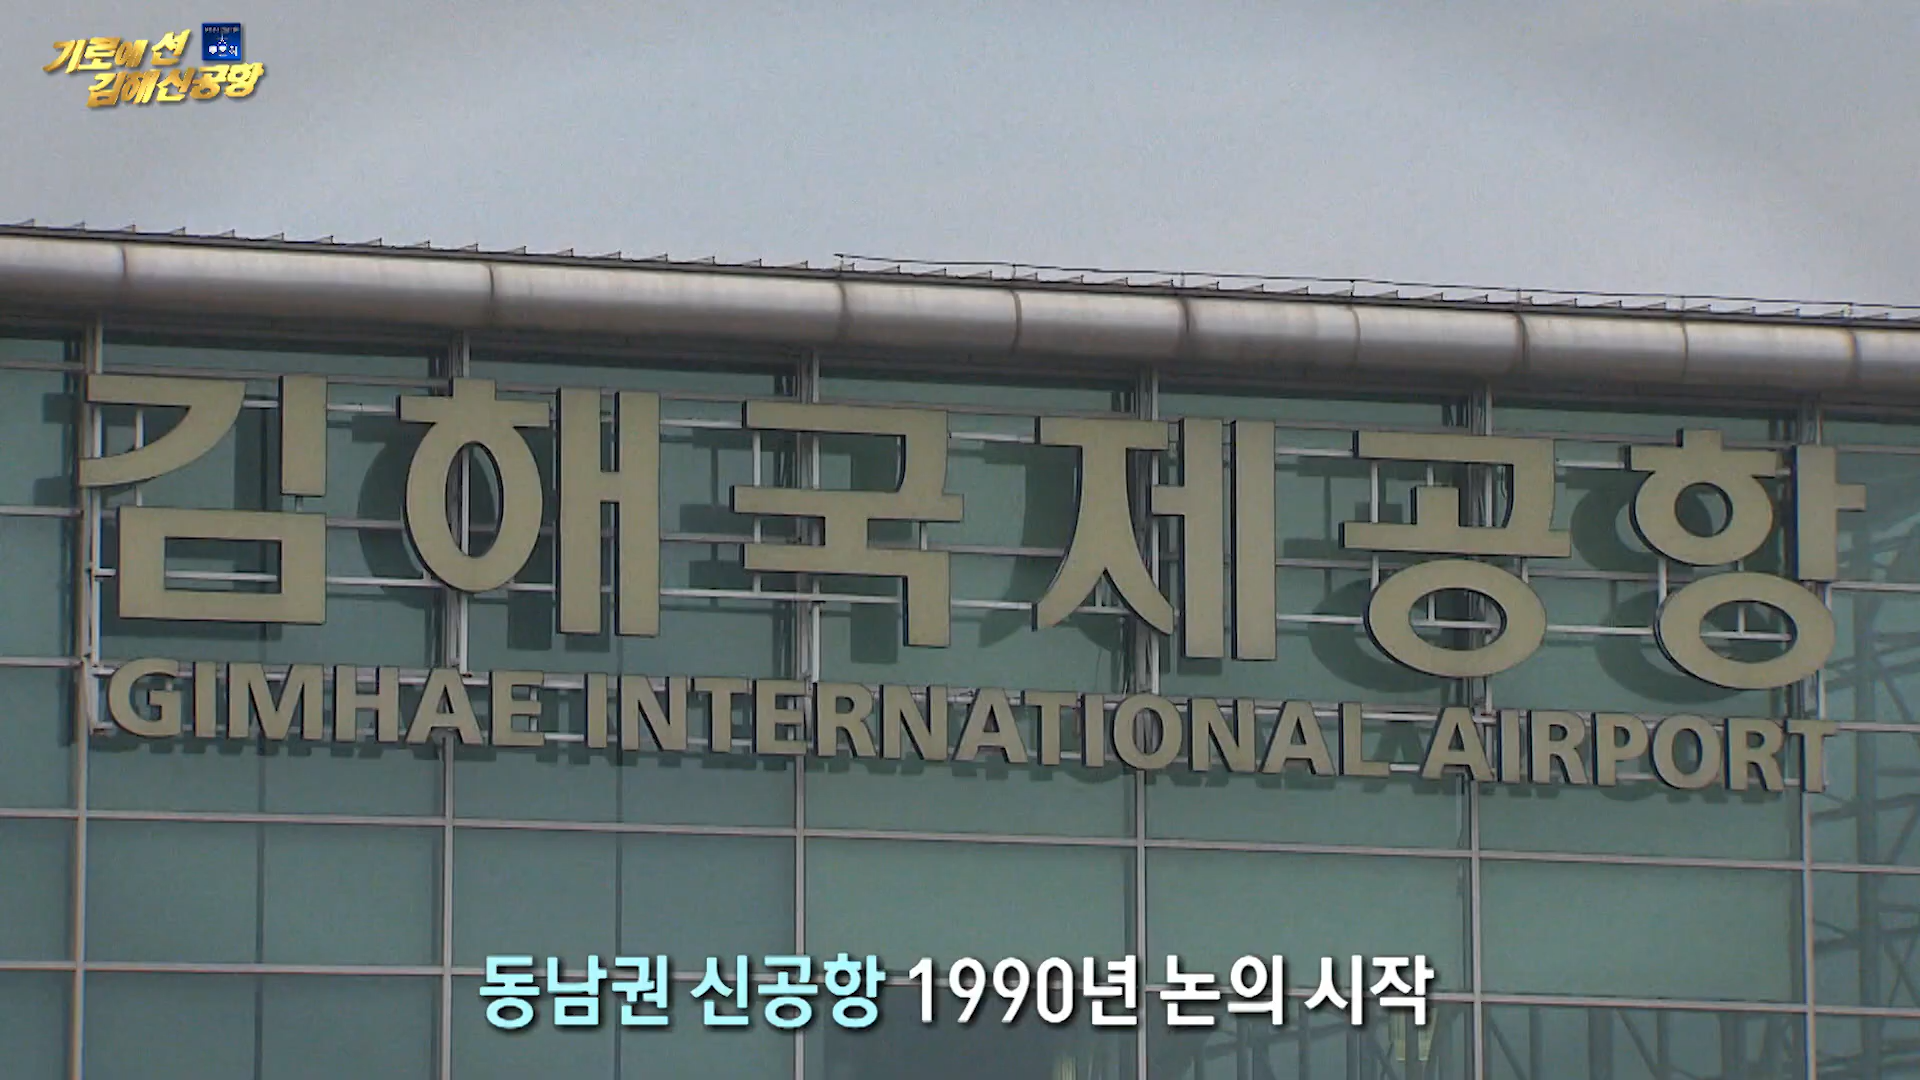 기로에 선
김해신공항
김해국제공항
GIMHAE INTERNATIONAL AIRPORT
동남권 신공항 1990년 논의 시작